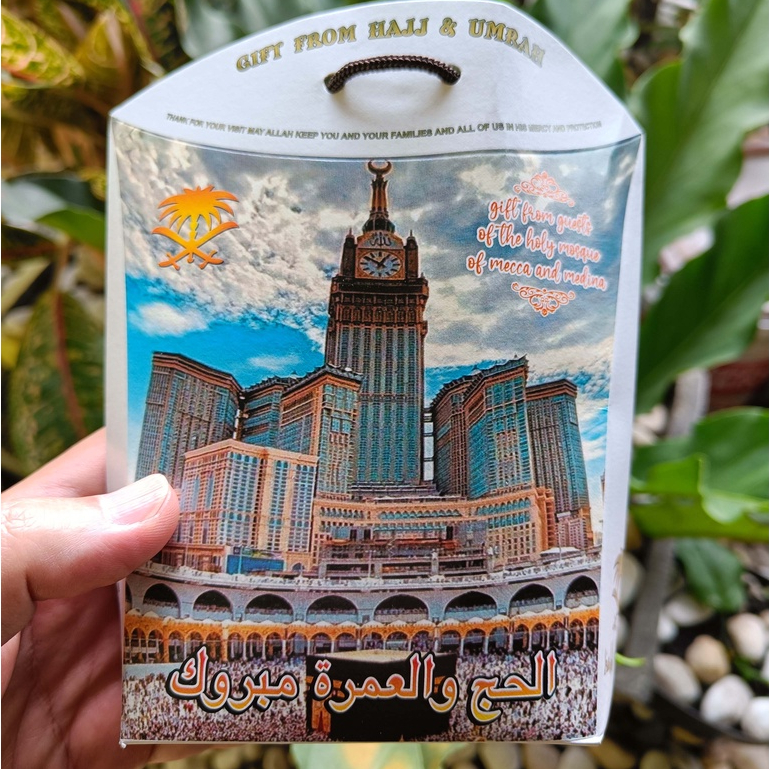 GIFT FROM HAJJ & UMRAH
THANK FOR YOUR VISIT MAY ALLAH KEEP YOU AND YOUR FAMILIES AND ALL OF US IN HIS MERCY AND PROTECTION
gift from guests
of the holy mosque
of mecca and medina
الحج والعمرة مبروك